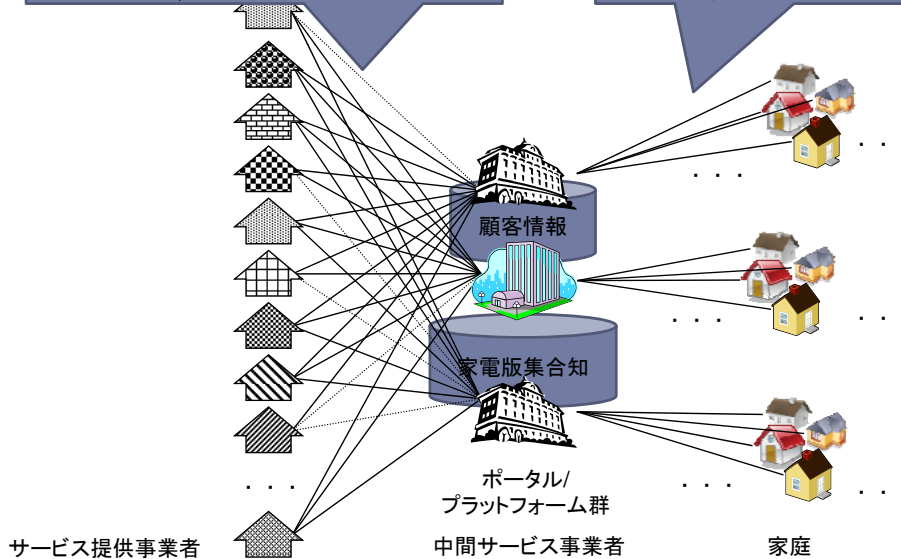 顧客情報
家電版集合知
ポータル/
プラットフォーム群
サービス提供事業者
中間サービス事業者
家庭
. . .
. . .
. . .
. . .
. .
. .
. .